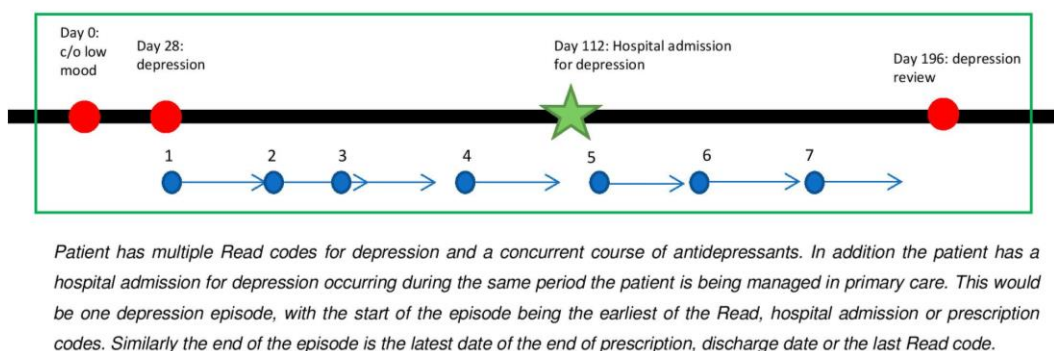 Day 0:
c/o low
mood
Day 28:
depression
Day 112: Hospital admission
for depression
Day 196: depression
review
1 2 3 4 5 6 7
Patient has multiple Read codes for depression and a concurrent course of antidepressants. In addition the patient has a
hospital admission for depression occurring during the same period the patient is being managed in primary care. This would
be one depression episode, with the start of the episode being the earliest of the Read, hospital admission or prescription
codes. Similarly the end of the episode is the latest date of the end of prescription, discharge date or the last Read code.